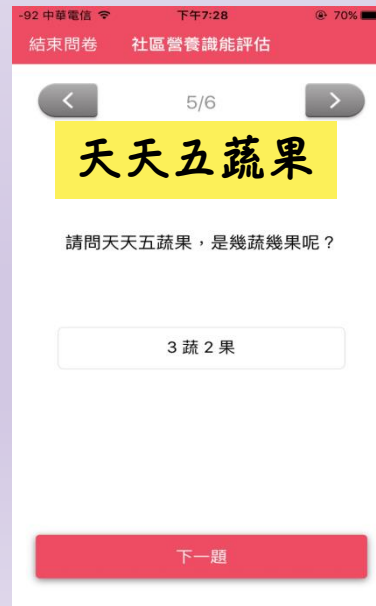 -92 中華電信 下午7:28 70%
結束問卷 社區營養識能評估
5/6
天天五蔬果
請問天天五蔬果，是幾蔬幾果呢？
3 蔬 2 果
下一題